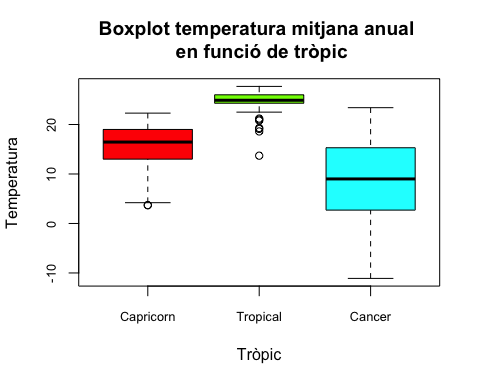 Boxplot temperatura mitjana anual
en funció de tròpic
Temperatura
20
10
0
-10
Capricorn Tropical Cancer
Tròpic